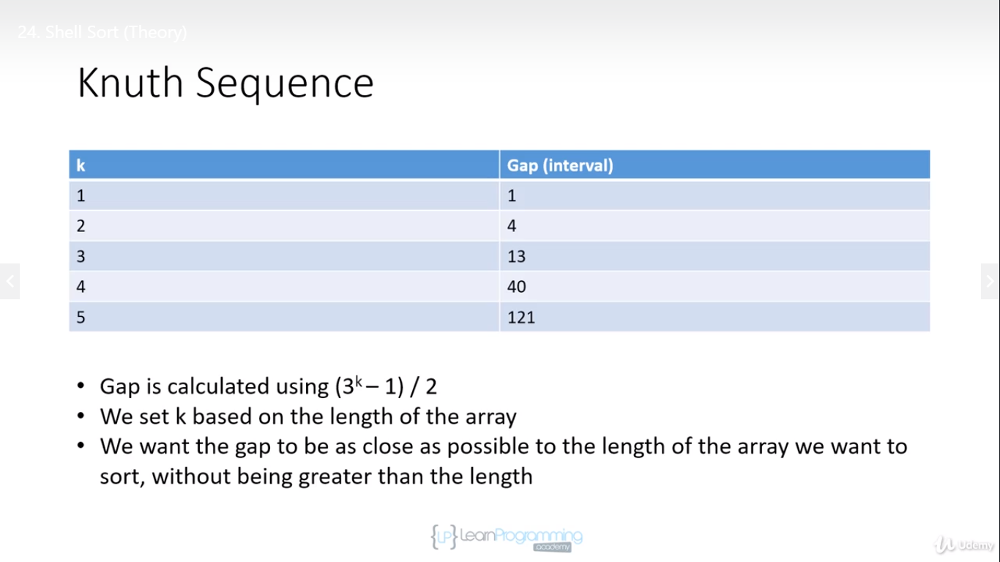 24. Shell Sort (Theory)
Knuth Sequence
k Gap (interval)
1 1
2 4
3 13
4 40
5 121
• Gap is calculated using (3ᵏ – 1) / 2
• We set k based on the length of the array
• We want the gap to be as close as possible to the length of the array we want to
sort, without being greater than the length
{LP} LearnProgramming
academy
Udemy